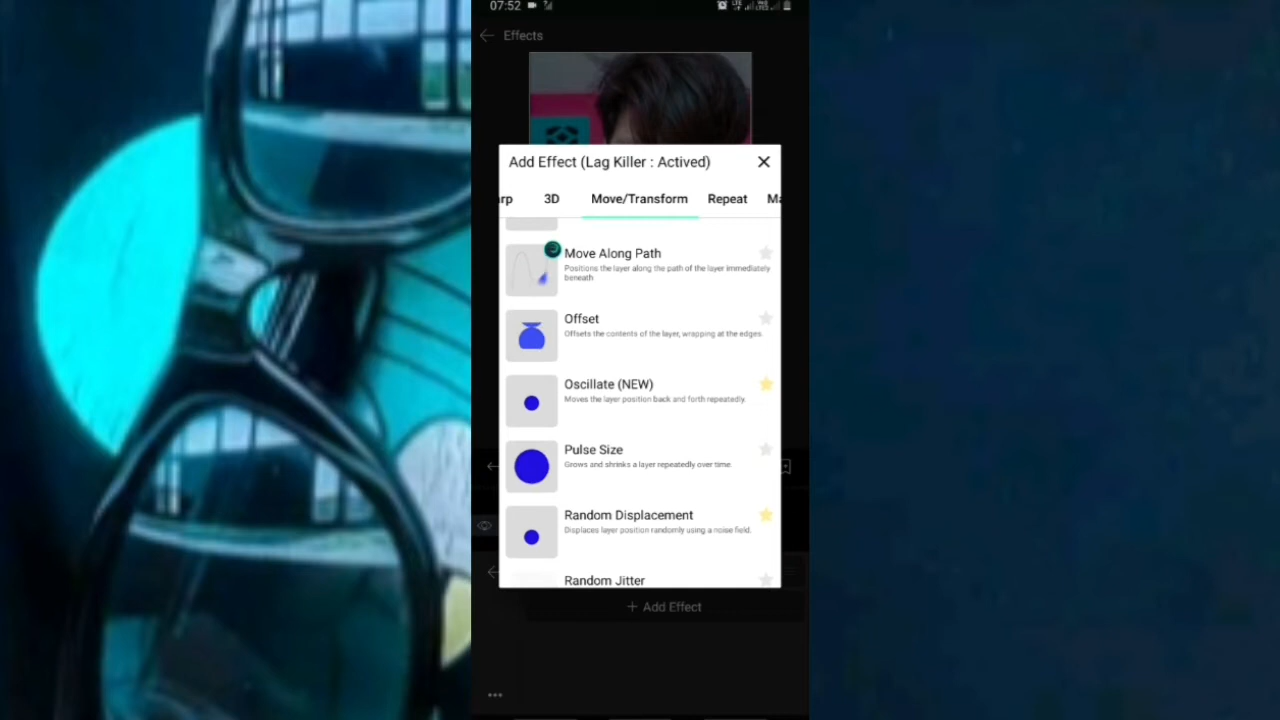 07:52
Effects
Add Effect (Lag Killer : Actived)
arp 3D Move/Transform Repeat Ma
Move Along Path
Positions the layer along the path of the layer immediately
beneath
Offset
Offsets the contents of the layer, wrapping at the edges.
Oscillate (NEW)
Moves the layer position back and forth repeatedly.
Pulse Size
Grows and shrinks a layer repeatedly over time.
Random Displacement
Displaces layer position randomly using a noise field.
Random Jitter
+ Add Effect